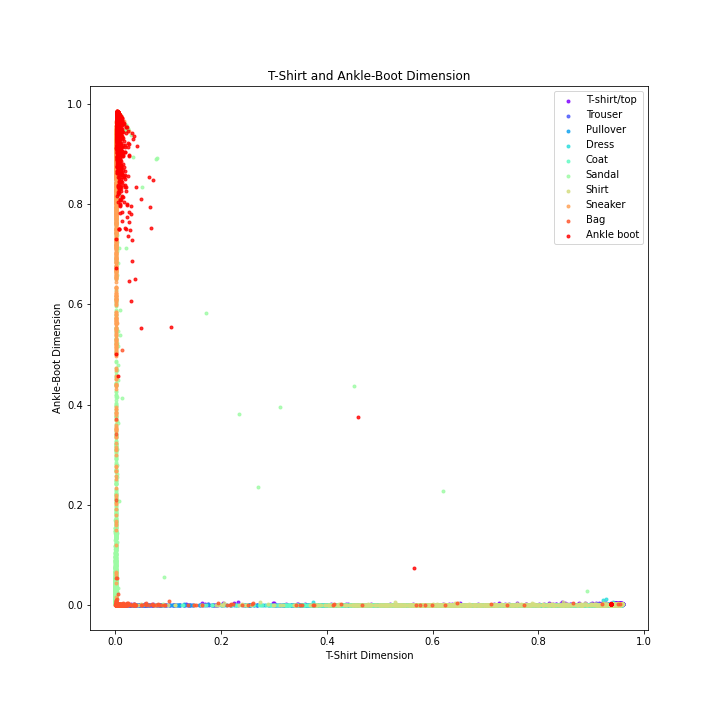 T-Shirt and Ankle-Boot Dimension
1.0
0.8
0.6
0.4
0.2
0.0
Ankle-Boot Dimension
T-shirt/top
Trouser
Pullover
Dress
Coat
Sandal
Shirt
Sneaker
Bag
Ankle boot
0.0 0.2 0.4 0.6 0.8 1.0
T-Shirt Dimension